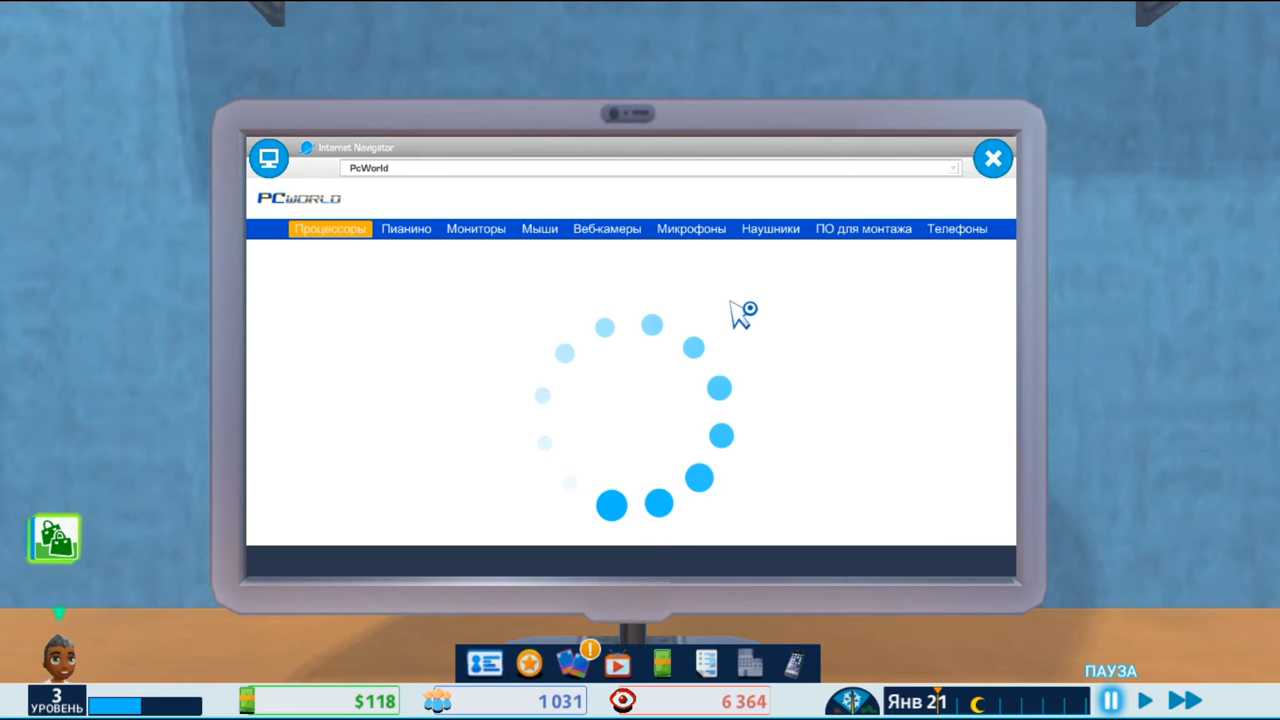 Internet Navigator
PcWorld
PCWORLD
Процессоры Пианино Мониторы Мыши Веб-камеры Микрофоны Наушники ПО для монтажа Телефоны
!
ПАУЗА
3
УРОВЕНЬ
$118
1 031
6 364
Янв 21